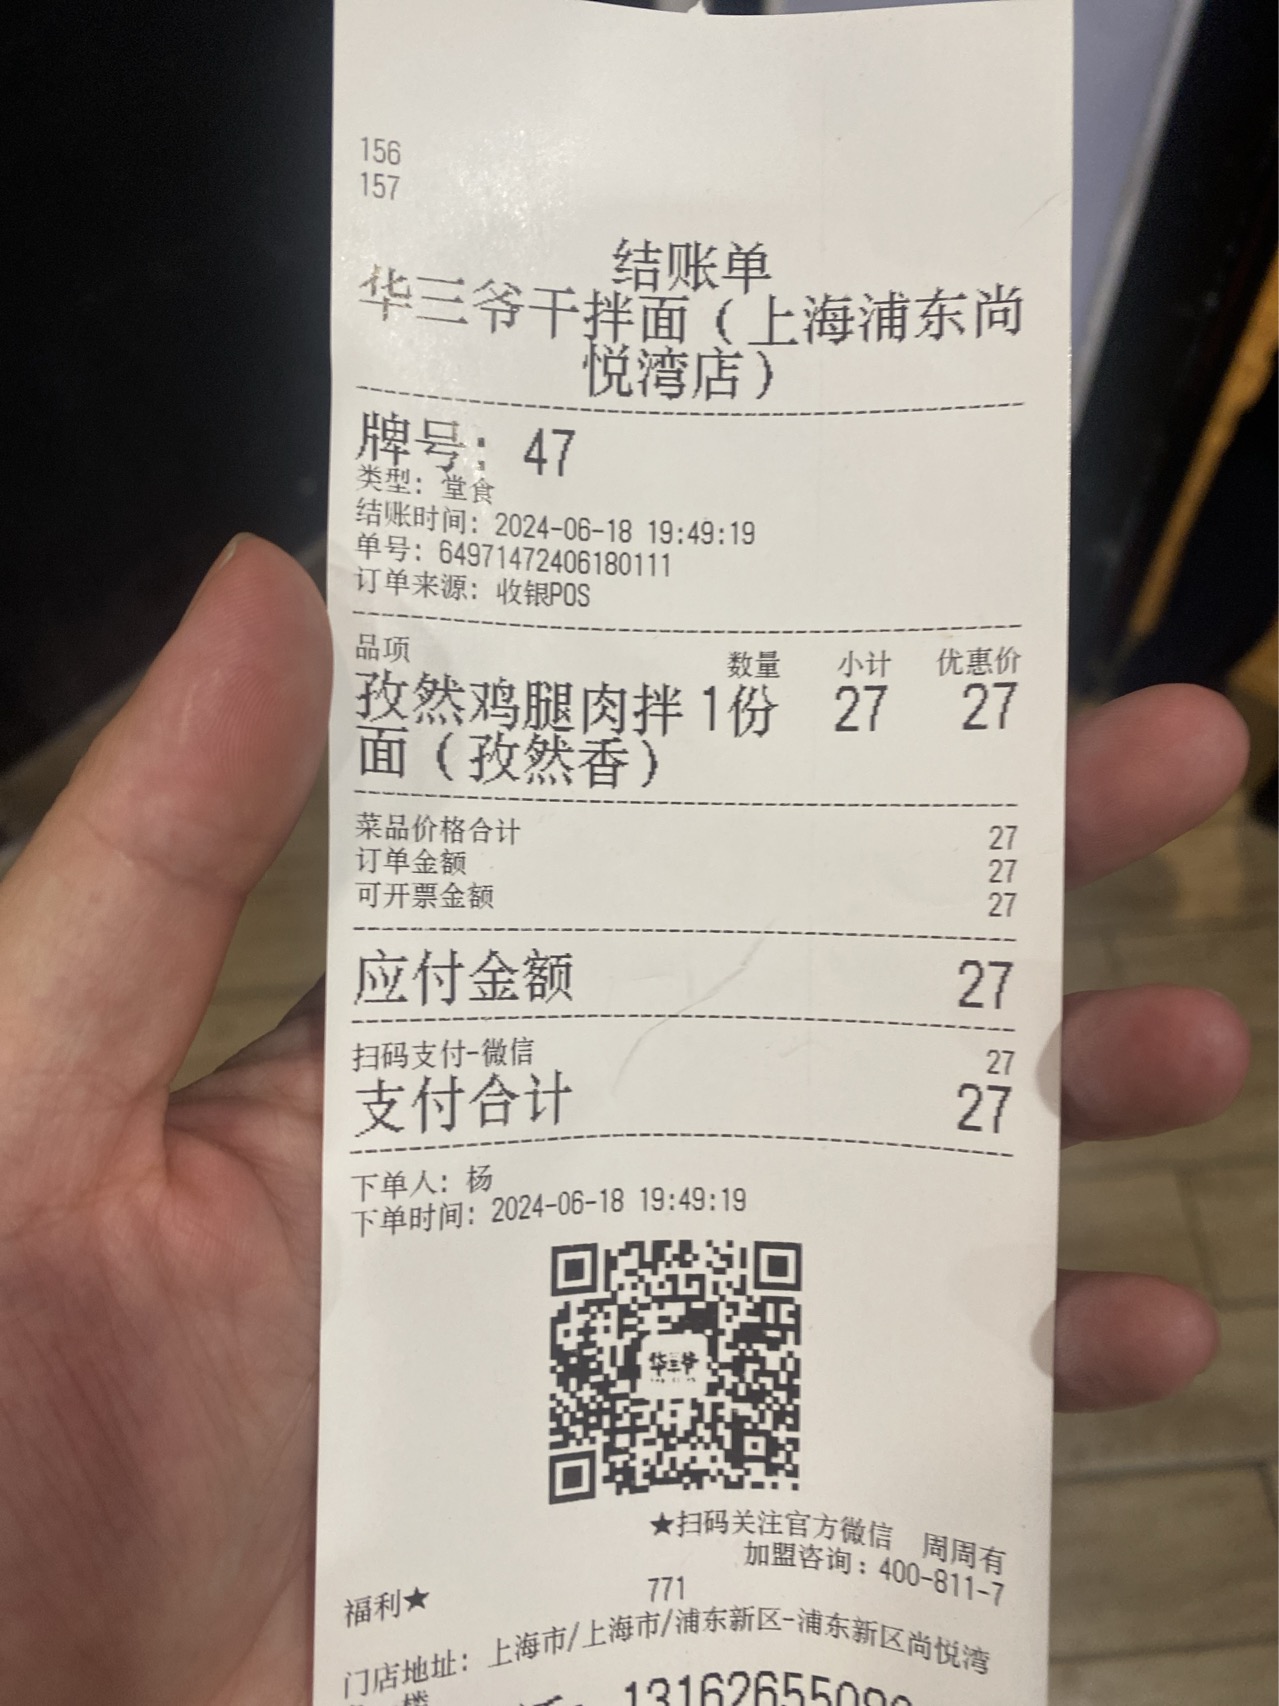 156
157
结账单
华三爷干拌面（上海浦东尚
悦湾店）
牌号：47
类型：堂食
结账时间：2024-06-18 19:49:19
单号：64971472406180111
订单来源：收银POS
品项 数量 小计 优惠价
孜然鸡腿肉拌 1份 27 27
面（孜然香）
菜品价格合计 27
订单金额 27
可开票金额 27
应付金额 27
扫码支付-微信 27
支付合计 27
下单人：杨
下单时间：2024-06-18 19:49:19
华三爷
★扫码关注官方微信 周周有
福利★
加盟咨询：400-811-7
771
门店地址：上海市/上海市/浦东新区-浦东新区尚悦湾
楼